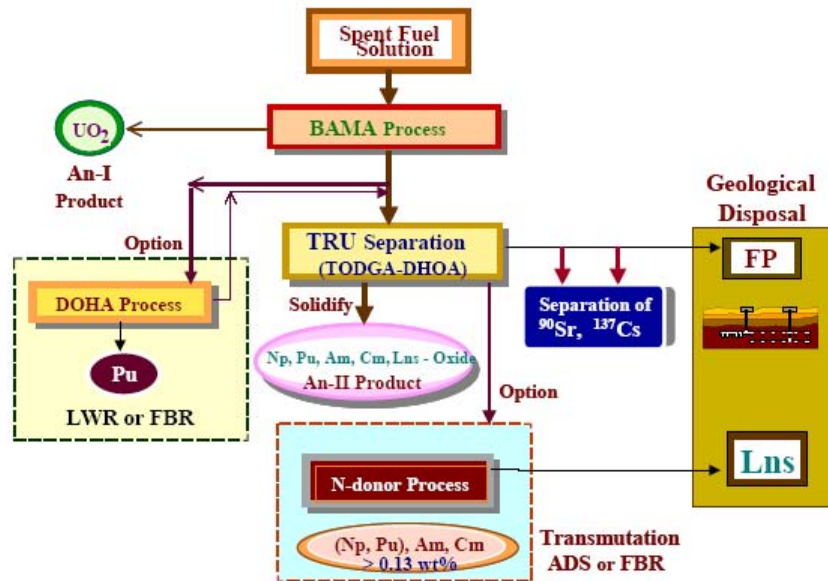 Spent Fuel
Solution
BAMA Process
UO₂
An-I
Product
Geological
Disposal
Option
TRU Separation
(TODGA-DHOA)
FP
DOHA Process
Solidify
Separation of
⁹⁰Sr, ¹³⁷Cs
Pu
Np, Pu, Am, Cm, Lns - Oxide
An-II Product
LWR or FBR
Option
Lns
N-donor Process
(Np, Pu), Am, Cm
> 0.13 wt%
Transmutation
ADS or FBR